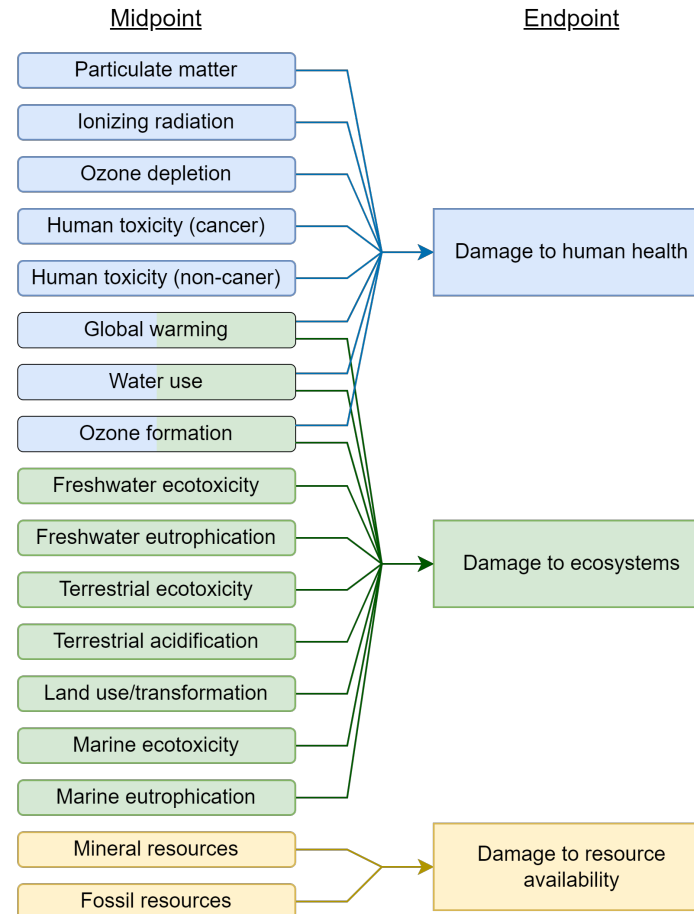 Midpoint
Endpoint
Particulate matter
Ionizing radiation
Ozone depletion
Human toxicity (cancer)
Human toxicity (non-caner)
Global warming
Water use
Ozone formation
Freshwater ecotoxicity
Freshwater eutrophication
Terrestrial ecotoxicity
Terrestrial acidification
Land use/transformation
Marine ecotoxicity
Marine eutrophication
Mineral resources
Fossil resources
Damage to human health
Damage to ecosystems
Damage to resource
availability